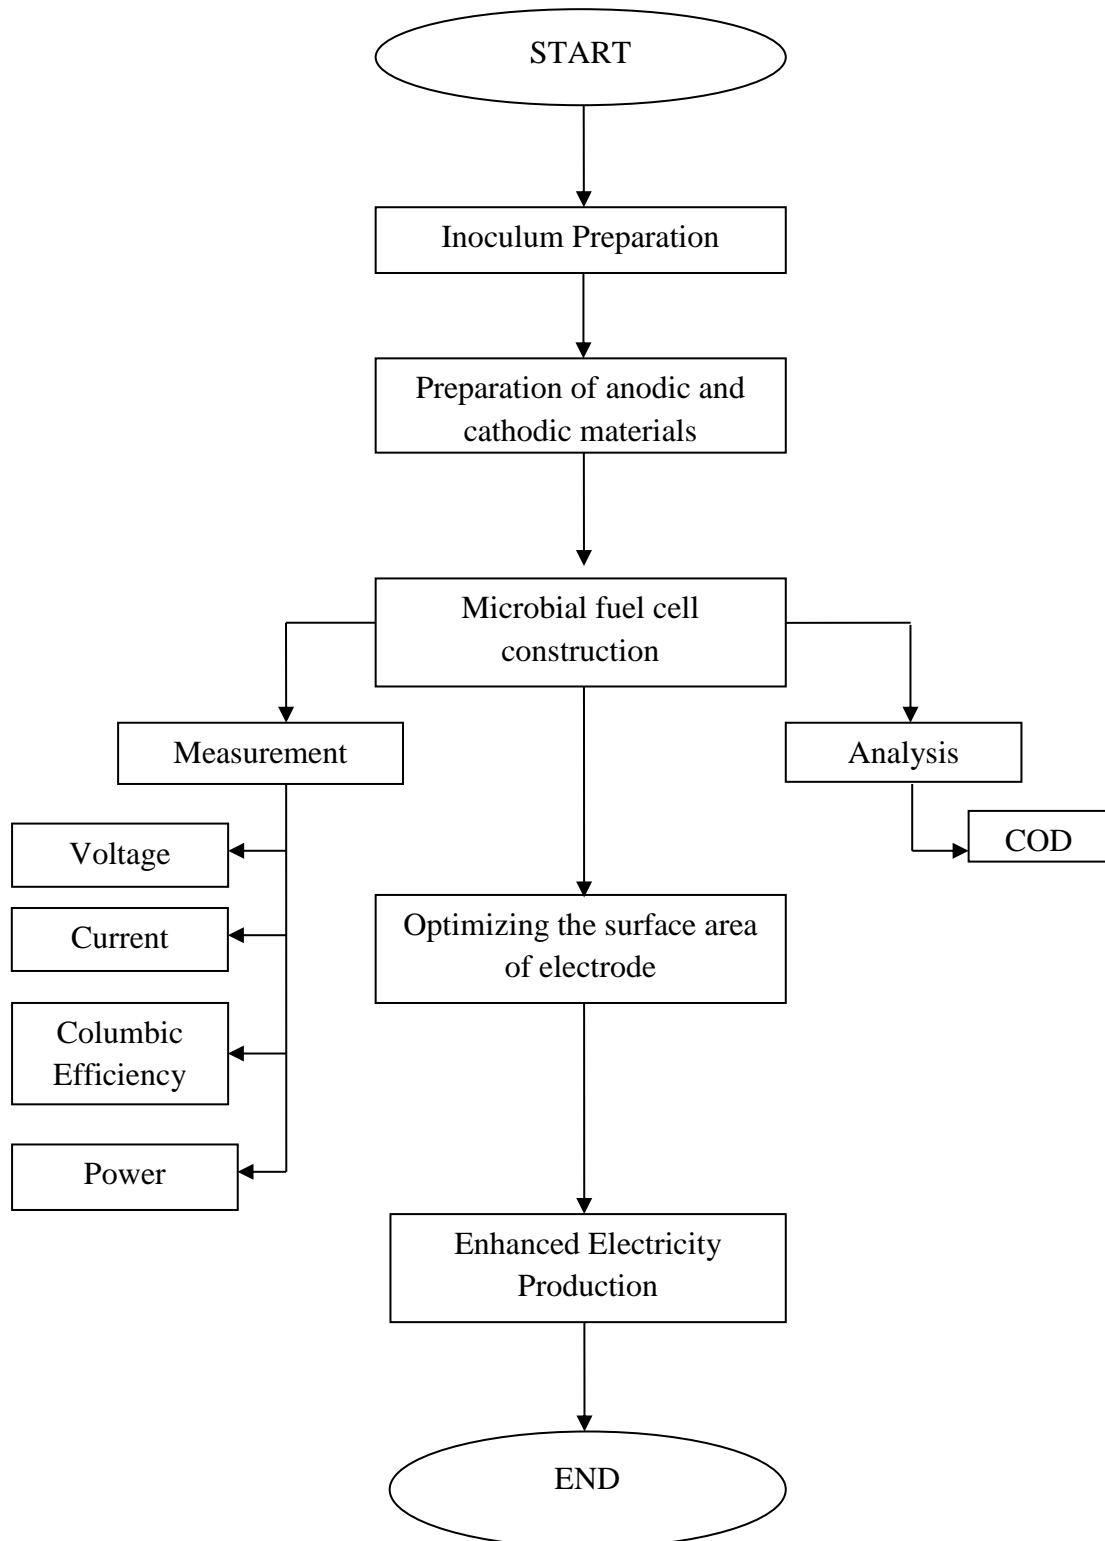 START
Inoculum Preparation
Preparation of anodic and
cathodic materials
Microbial fuel cell
construction
Measurement
Analysis
Voltage
COD
Current
Optimizing the surface area
of electrode
Columbic
Efficiency
Power
Enhanced Electricity
Production
END